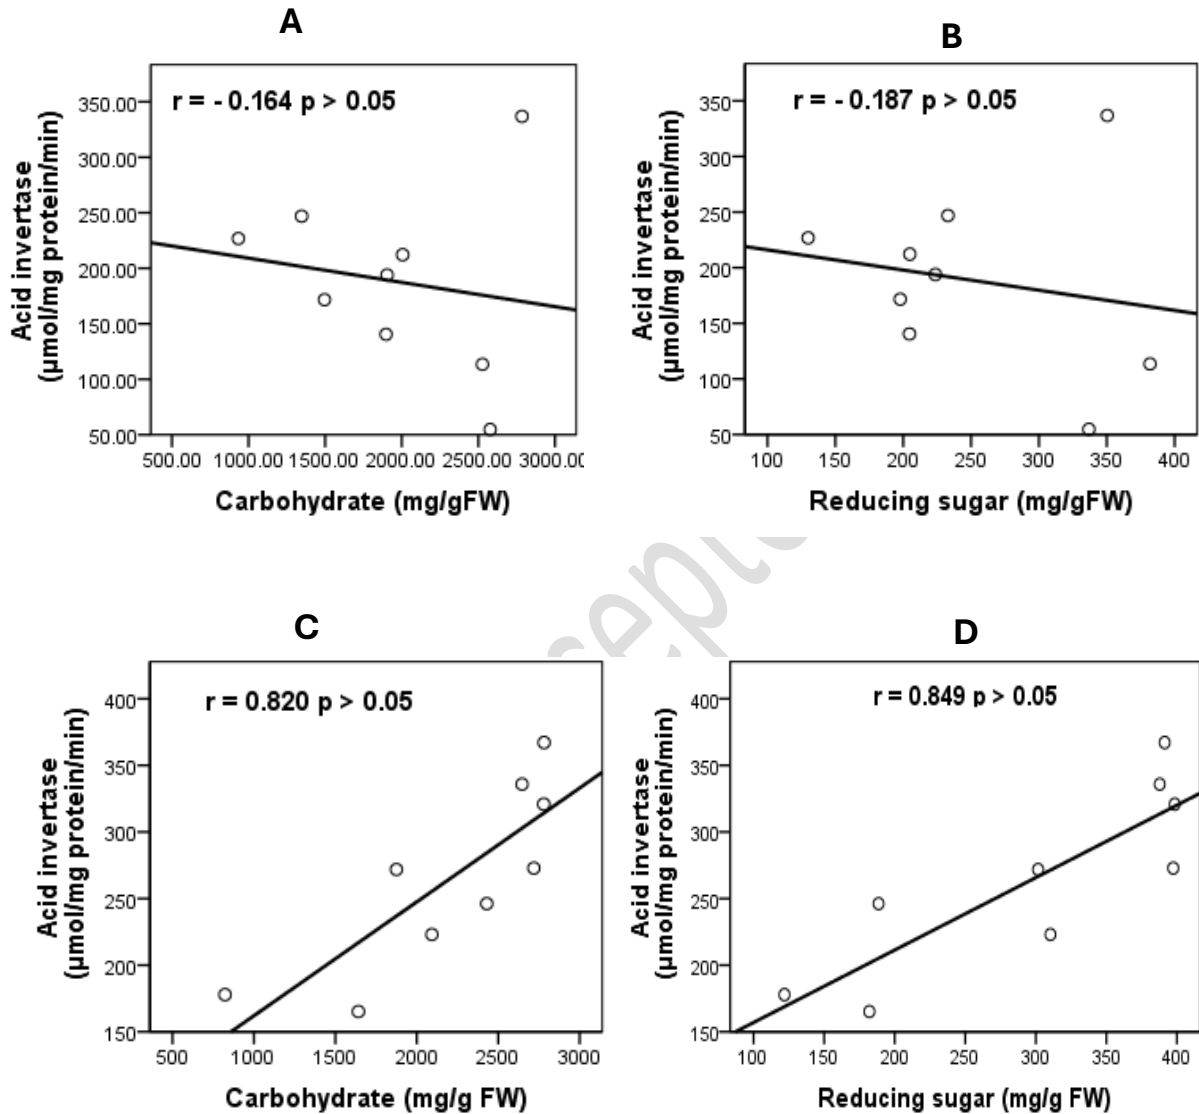 A
r = - 0.164 p > 0.05
Acid invertase
(µmol/mg protein/min)
350.00
300.00
250.00
200.00
150.00
100.00
50.00
500.00 1000.00 1500.00 2000.00 2500.00 3000.00
Carbohydrate (mg/gFW)
B
r = - 0.187 p > 0.05
Acid invertase
(µmol/mg protein/min)
350
300
250
200
150
100
50
100 150 200 250 300 350 400
Reducing sugar (mg/gFW)
C
r = 0.820 p > 0.05
Acid invertase
(µmol/mg protein/min)
400
350
300
250
200
150
500 1000 1500 2000 2500 3000
Carbohydrate (mg/g FW)
D
r = 0.849 p > 0.05
Acid invertase
(µmol/mg protein/min)
400
350
300
250
200
150
100 150 200 250 300 350 400
Reducing sugar (mg/g FW)